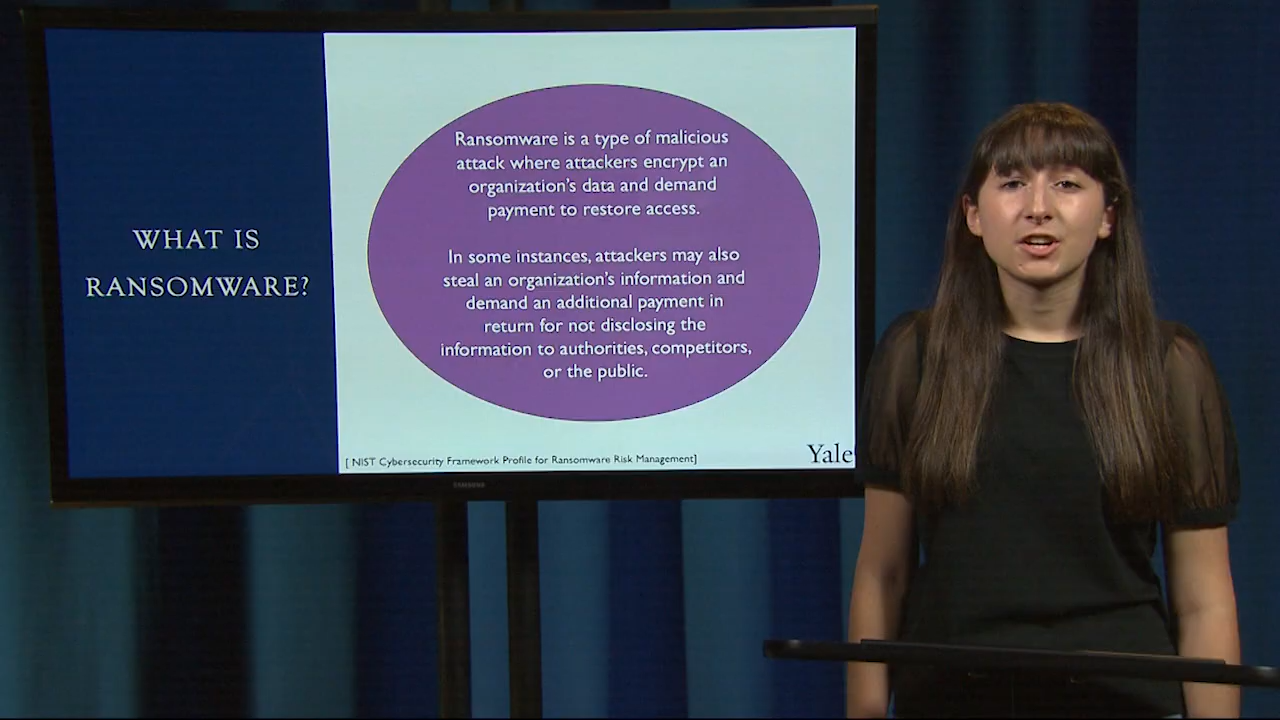 WHAT IS
RANSOMWARE?
Ransomware is a type of malicious
attack where attackers encrypt an
organization's data and demand
payment to restore access.
In some instances, attackers may also
steal an organization's information and
demand an additional payment in
return for not disclosing the
information to authorities, competitors,
or the public.
[ NIST Cybersecurity Framework Profile for Ransomware Risk Management]
Yale
SAMSUNG